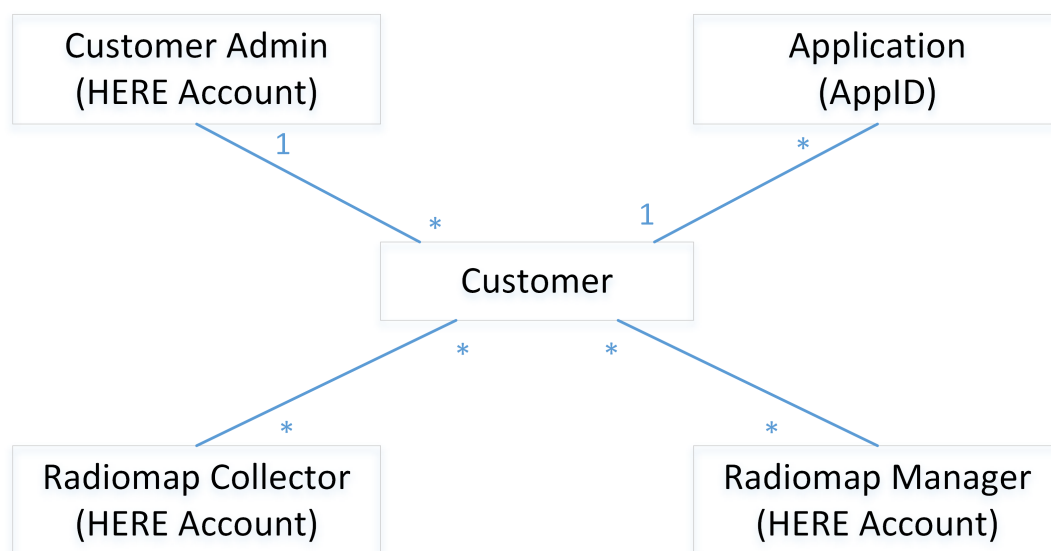 Customer Admin
(HERE Account)
Application
(AppID)
1
*
*
1
Customer
*
*
*
*
Radiomap Collector
(HERE Account)
Radiomap Manager
(HERE Account)